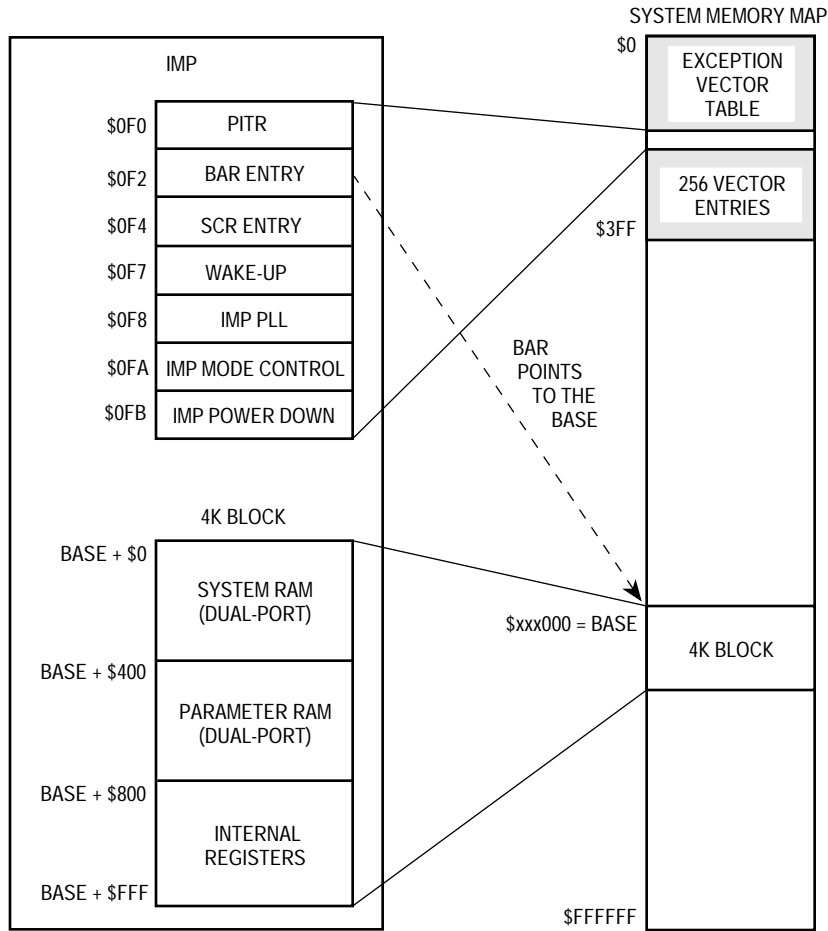 SYSTEM MEMORY MAP
IMP
$0F0
PITR
$0F2
BAR ENTRY
$0F4
SCR ENTRY
$0F7
WAKE-UP
$0F8
IMP PLL
$0FA
IMP MODE CONTROL
$0FB
IMP POWER DOWN
4K BLOCK
BASE + $0
SYSTEM RAM
(DUAL-PORT)
BASE + $400
PARAMETER RAM
(DUAL-PORT)
BASE + $800
INTERNAL
REGISTERS
BASE + $FFF
BAR
POINTS
TO THE
BASE
$0
EXCEPTION
VECTOR
TABLE
256 VECTOR
ENTRIES
$3FF
$xxx000 = BASE
4K BLOCK
$FFFFFF